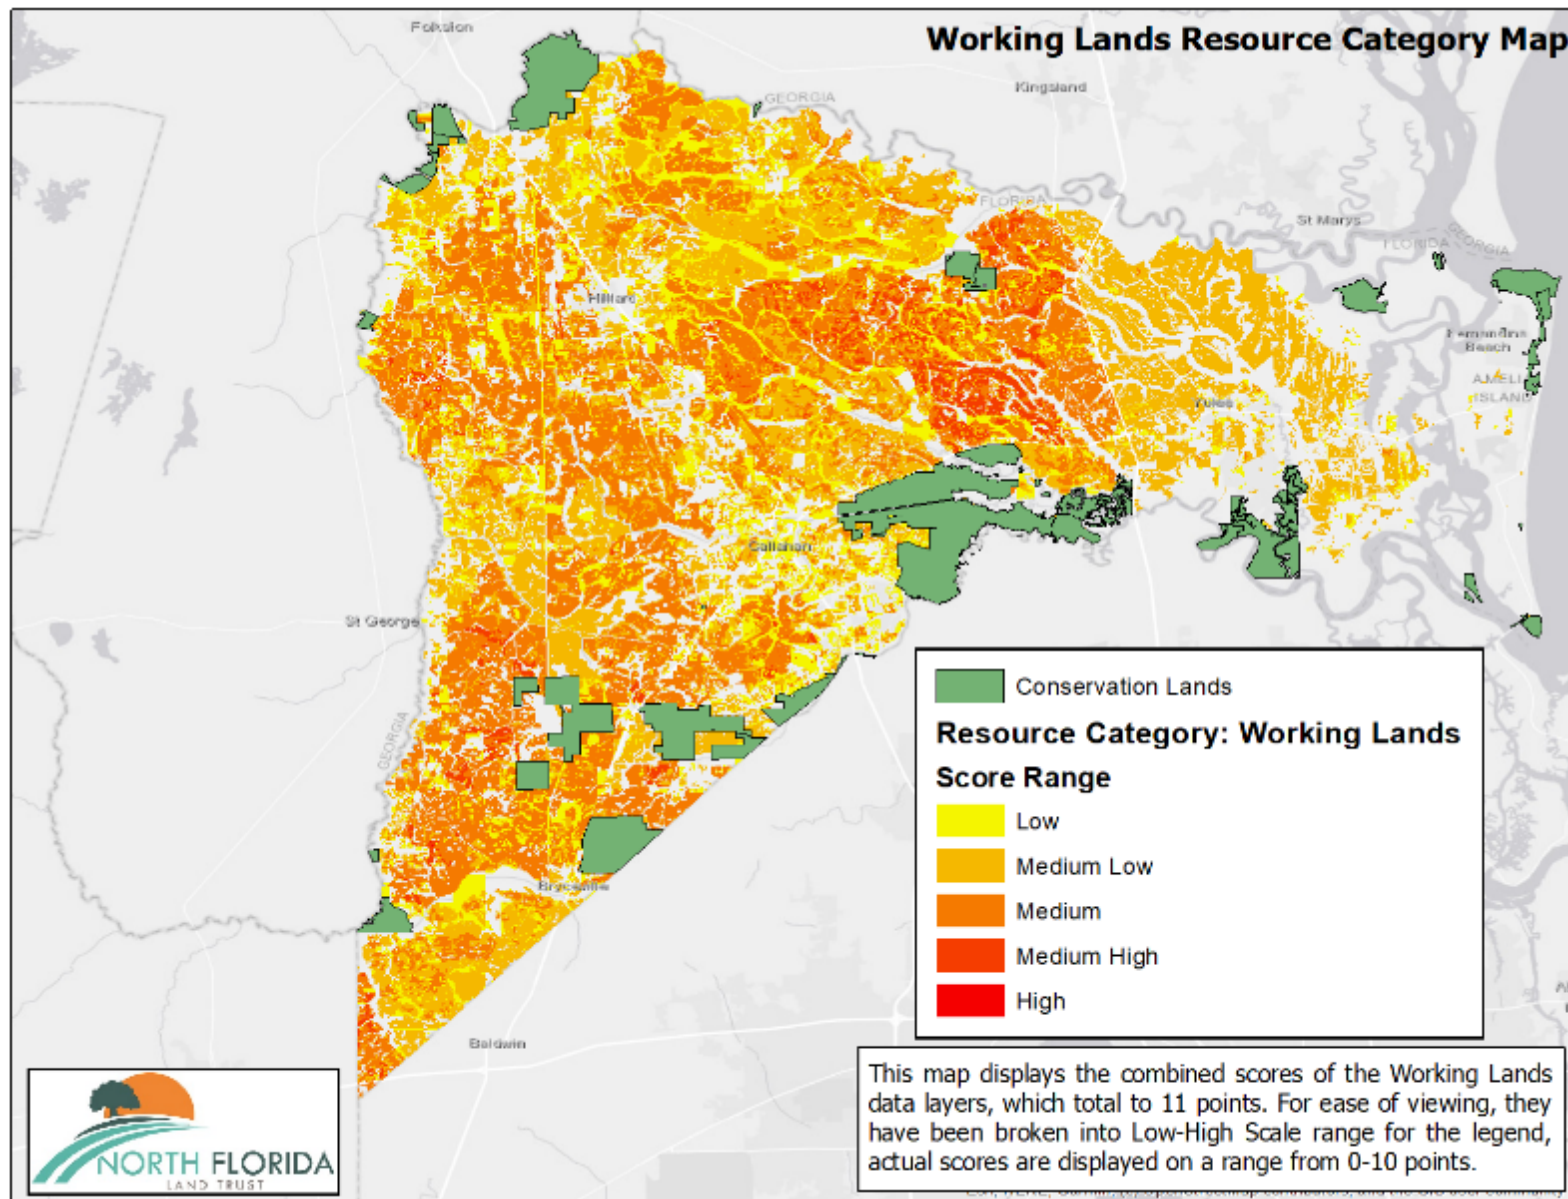 Working Lands Resource Category Map
Folkston
Kingsland
GEORGIA
FLORIDA
St Marys
FLORIDA
GEORGIA
Hilliard
Fernandina
Beach
AMELI
ISLAND
Yulee
Callahan
St George
GEORGIA
Bryceville
Baldwin
Conservation Lands
Resource Category: Working Lands
Score Range
Low
Medium Low
Medium
Medium High
High
This map displays the combined scores of the Working Lands
data layers, which total to 11 points. For ease of viewing, they
have been broken into Low-High Scale range for the legend,
actual scores are displayed on a range from 0-10 points.
NORTH FLORIDA
LAND TRUST